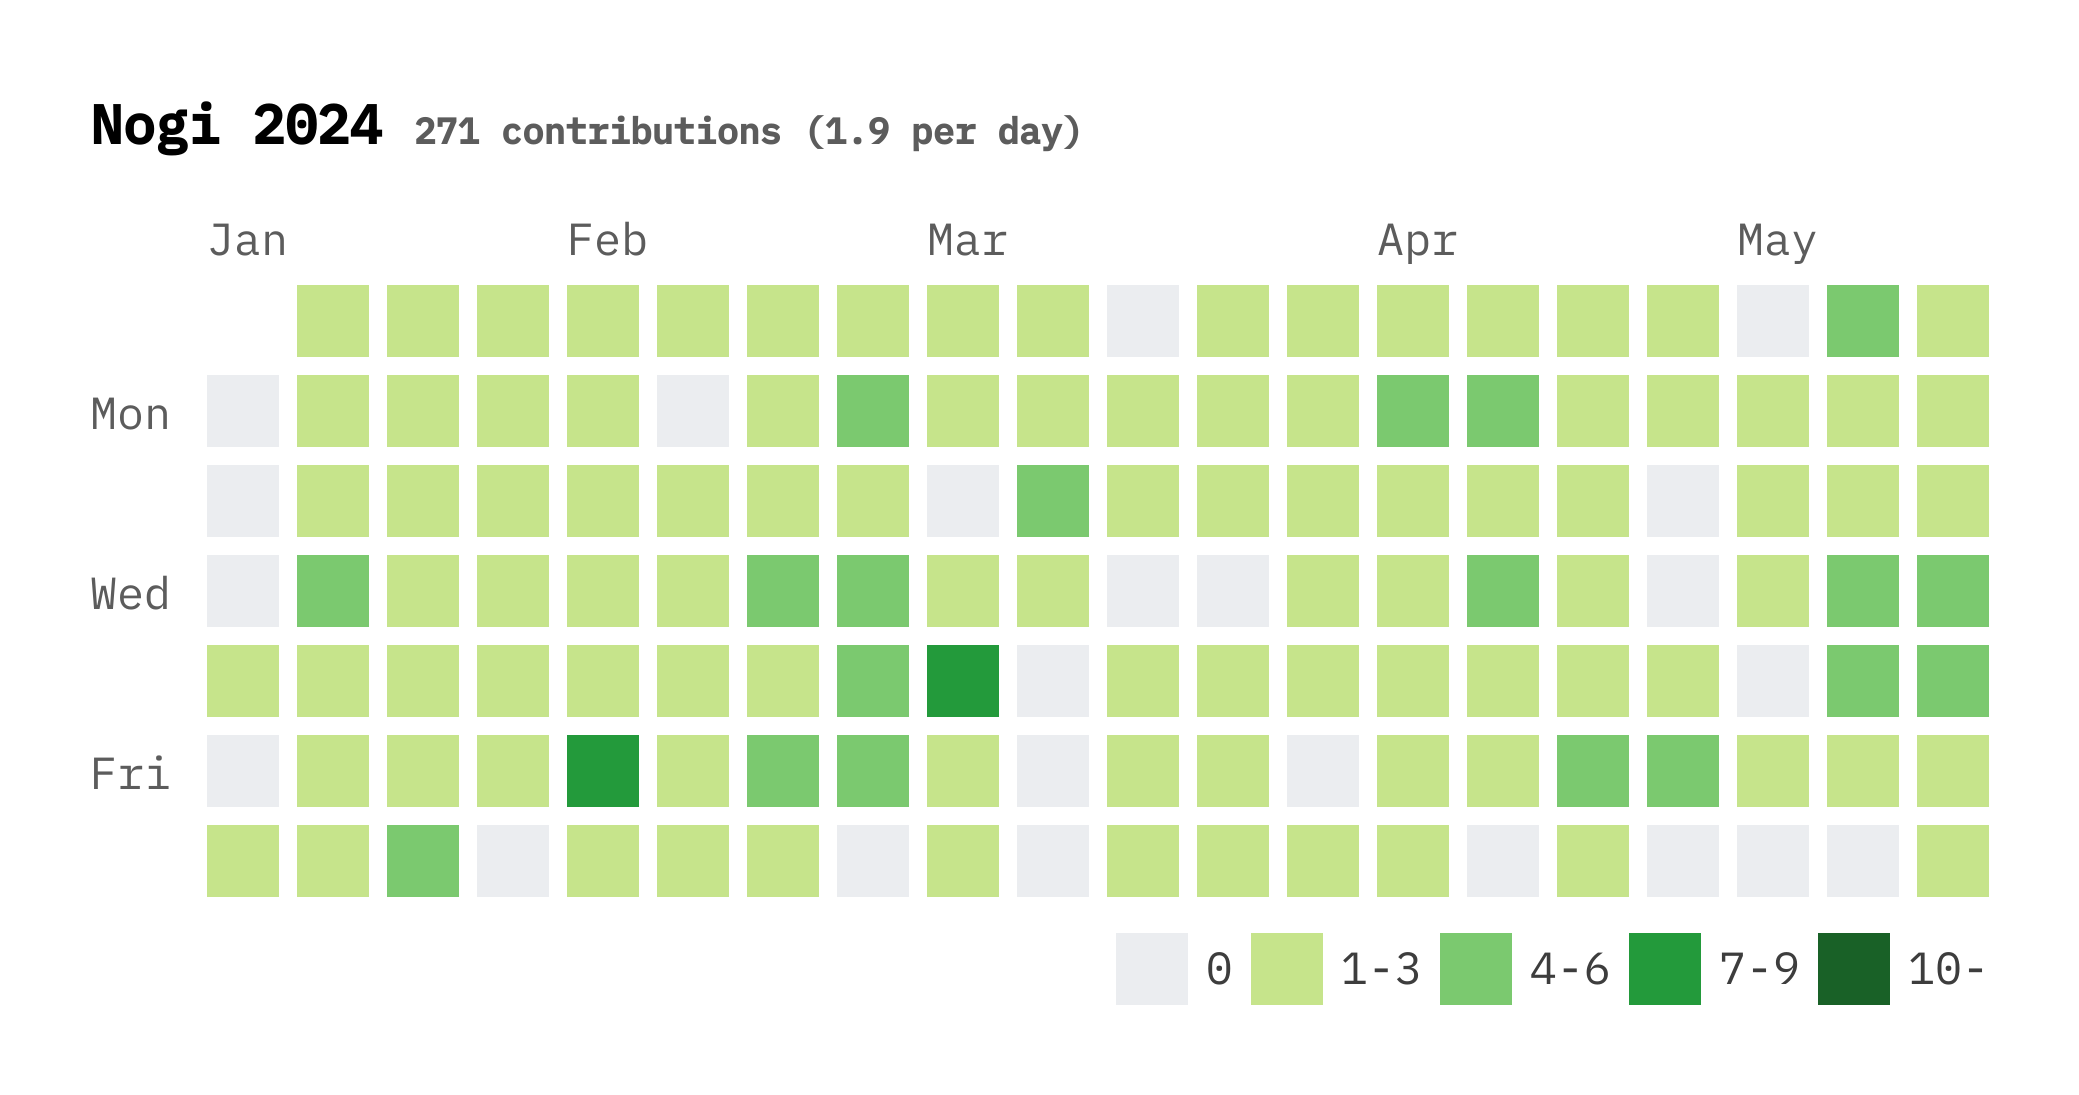 Nogi 2024 271 contributions (1.9 per day)
Jan Feb Mar Apr May
Mon
Wed
Fri
0 1-3 4-6 7-9 10-